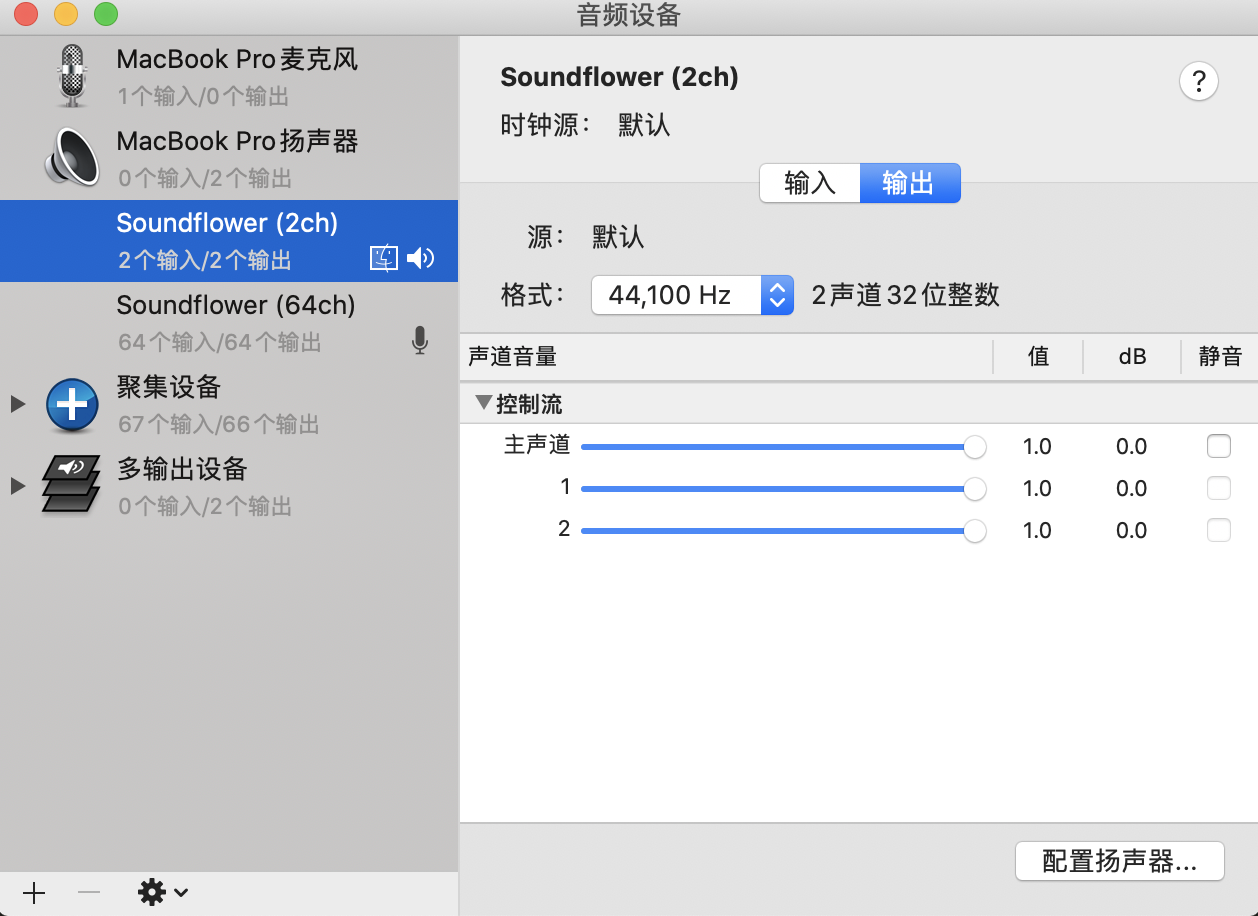 音频设备
MacBook Pro麦克风
1个输入/0个输出
MacBook Pro扬声器
0个输入/2个输出
Soundflower (2ch)
2个输入/2个输出
Soundflower (64ch)
64个输入/64个输出
聚集设备
67个输入/66个输出
多输出设备
0个输入/2个输出
Soundflower (2ch)
?
时钟源： 默认
输入 输出
源： 默认
格式： 44,100 Hz 2声道32位整数
声道音量 值 dB 静音
控制流
主声道 1.0 0.0
1 1.0 0.0
2 1.0 0.0
配置扬声器...